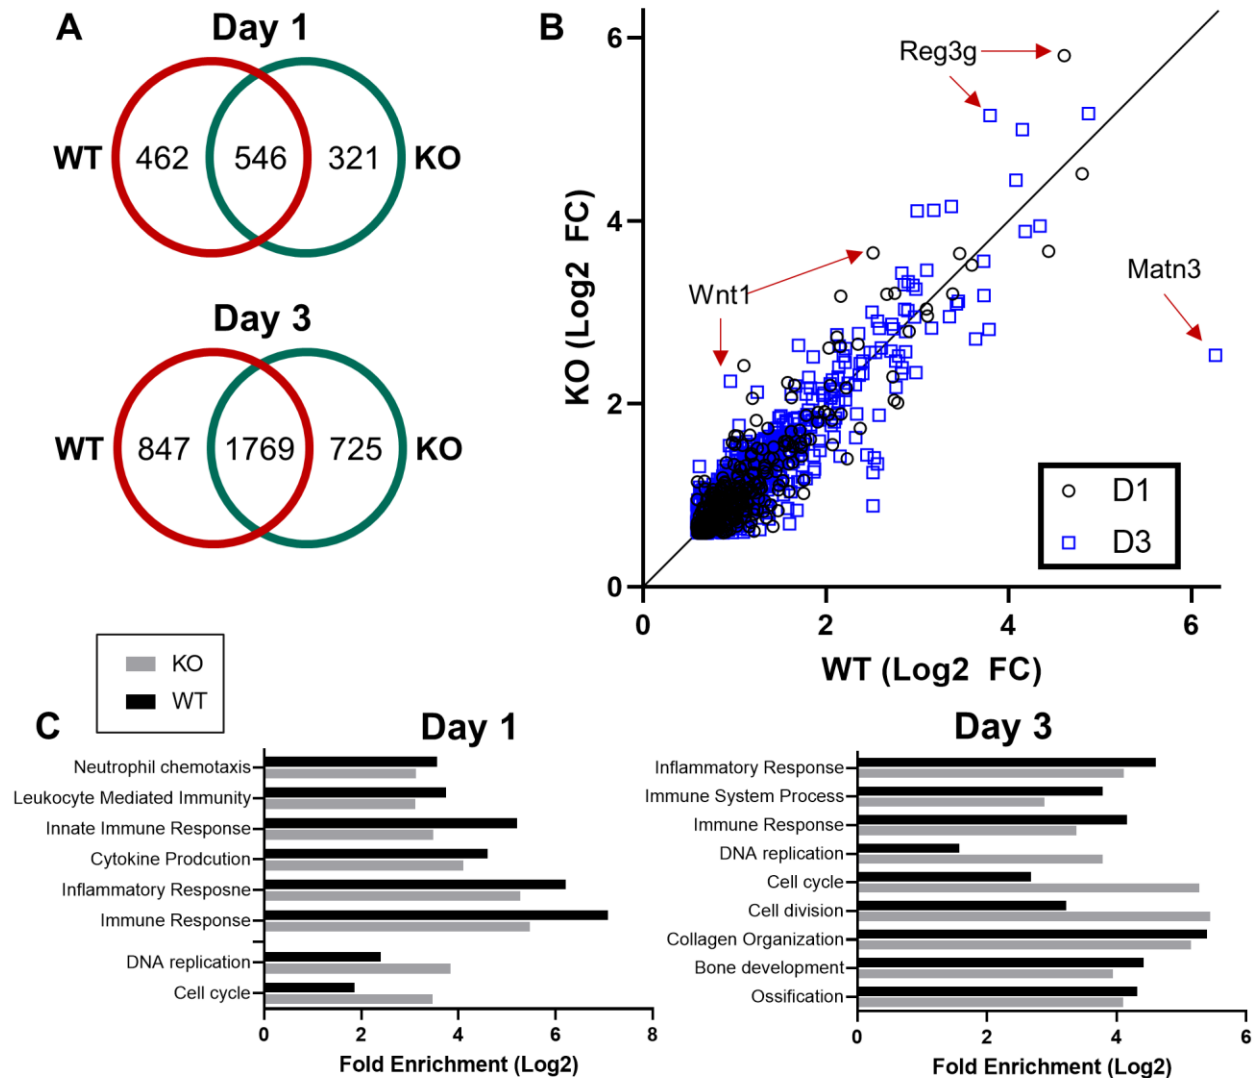 A
Day 1
WT 462 546 321 KO
Day 3
WT 847 1769 725 KO
B
6
4
2
0
KO (Log2 FC)
Reg3g
Wnt1
Matn3
D1
D3
0 2 4 6
WT (Log2 FC)
KO
WT
C
Day 1
Neutrophil chemotaxis
Leukocyte Mediated Immunity
Innate Immune Response
Cytokine Prodcution
Inflammatory Resposne
Immune Response
DNA replication
Cell cycle
0 2 4 6 8
Fold Enrichment (Log2)
Day 3
Inflammatory Response
Immune System Process
Immune Response
DNA replication
Cell cycle
Cell division
Collagen Organization
Bone development
Ossification
0 2 4 6
Fold Enrichment (Log2)